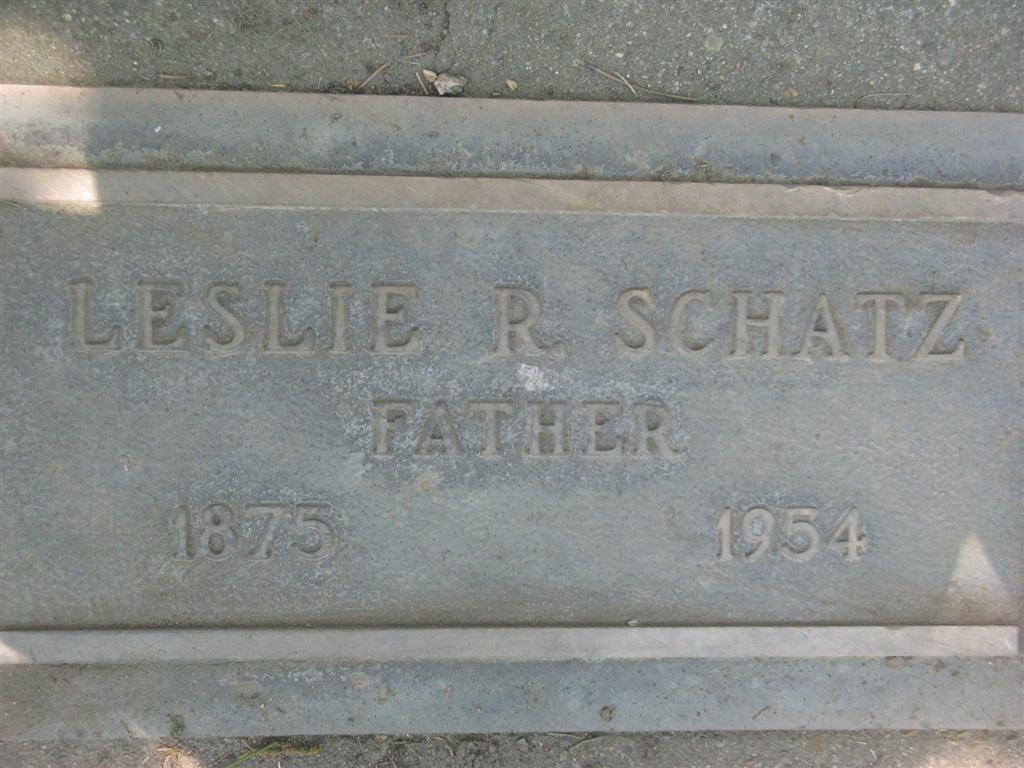 LESLIE R. SCHATZ
FATHER
1875 1954